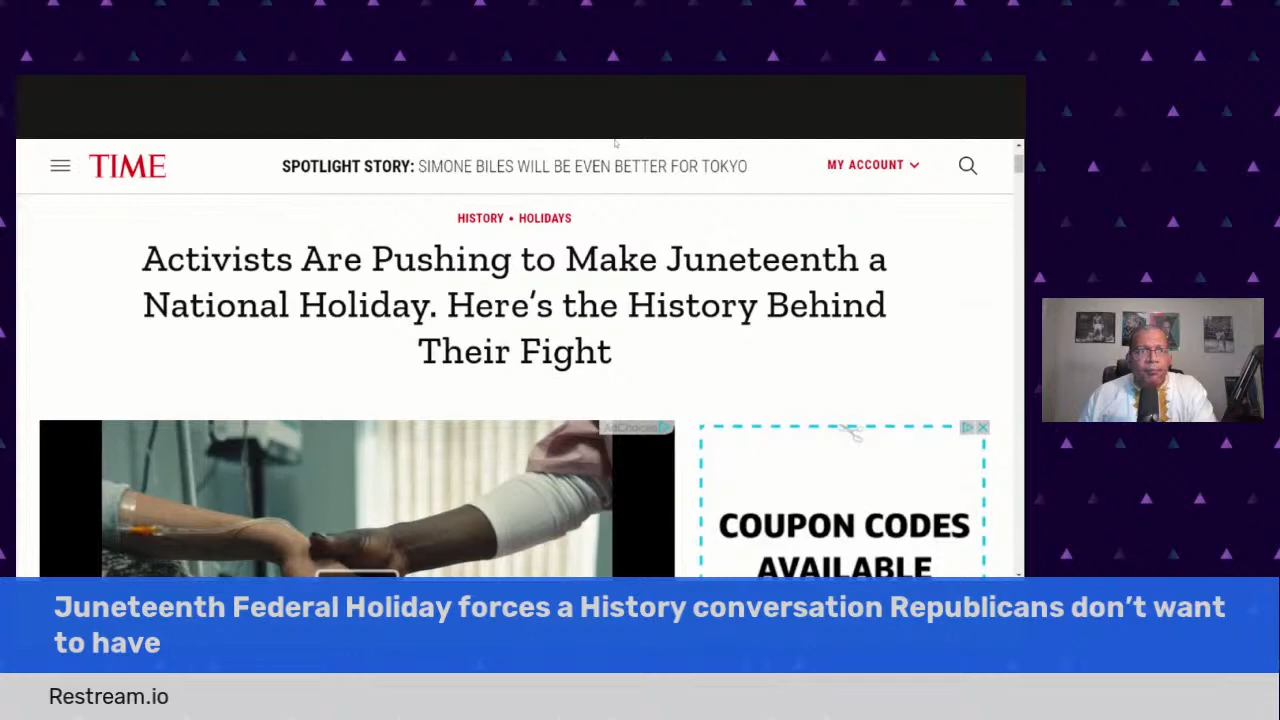 TIME
SPOTLIGHT STORY: SIMONE BILES WILL BE EVEN BETTER FOR TOKYO
MY ACCOUNT
HISTORY • HOLIDAYS
Activists Are Pushing to Make Juneteenth a
National Holiday. Here’s the History Behind
Their Fight
AdChoices
COUPON CODES
AVAILABLE
Juneteenth Federal Holiday forces a History conversation Republicans don’t want
to have
Restream.io